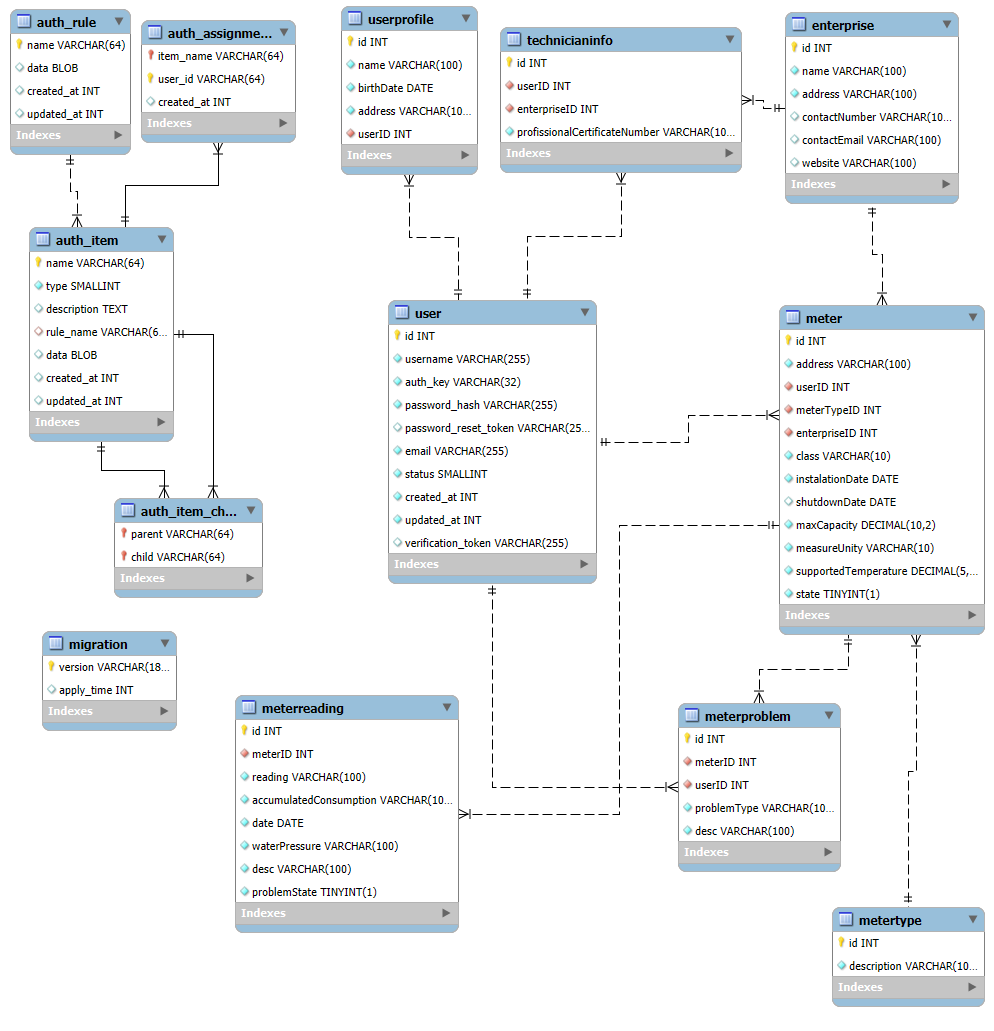 auth_rule
name VARCHAR(64)
data BLOB
created_at INT
updated_at INT
Indexes
auth_assignme...
item_name VARCHAR(64)
user_id VARCHAR(64)
created_at INT
Indexes
userprofile
id INT
name VARCHAR(100)
birthDate DATE
address VARCHAR(10...
userID INT
Indexes
technicianinfo
id INT
userID INT
enterpriseID INT
profissionalCertificateNumber VARCHAR(10...
Indexes
enterprise
id INT
name VARCHAR(100)
address VARCHAR(100)
contactNumber VARCHAR(10...
contactEmail VARCHAR(100)
website VARCHAR(100)
Indexes
auth_item
name VARCHAR(64)
type SMALLINT
description TEXT
rule_name VARCHAR(6...
data BLOB
created_at INT
updated_at INT
Indexes
user
id INT
username VARCHAR(255)
auth_key VARCHAR(32)
password_hash VARCHAR(255)
password_reset_token VARCHAR(25...
email VARCHAR(255)
status SMALLINT
created_at INT
updated_at INT
verification_token VARCHAR(255)
Indexes
meter
id INT
address VARCHAR(100)
userID INT
meterTypeID INT
enterpriseID INT
class VARCHAR(10)
instalationDate DATE
shutdownDate DATE
maxCapacity DECIMAL(10,2)
measureUnity VARCHAR(10)
supportedTemperature DECIMAL(5,...
state TINYINT(1)
Indexes
auth_item_ch...
parent VARCHAR(64)
child VARCHAR(64)
Indexes
migration
version VARCHAR(18...
apply_time INT
Indexes
meterreading
id INT
meterID INT
reading VARCHAR(100)
accumulatedConsumption VARCHAR(10...
date DATE
waterPressure VARCHAR(100)
desc VARCHAR(100)
problemState TINYINT(1)
Indexes
meterproblem
id INT
meterID INT
userID INT
problemType VARCHAR(10...
desc VARCHAR(100)
Indexes
metertype
id INT
description VARCHAR(10...
Indexes